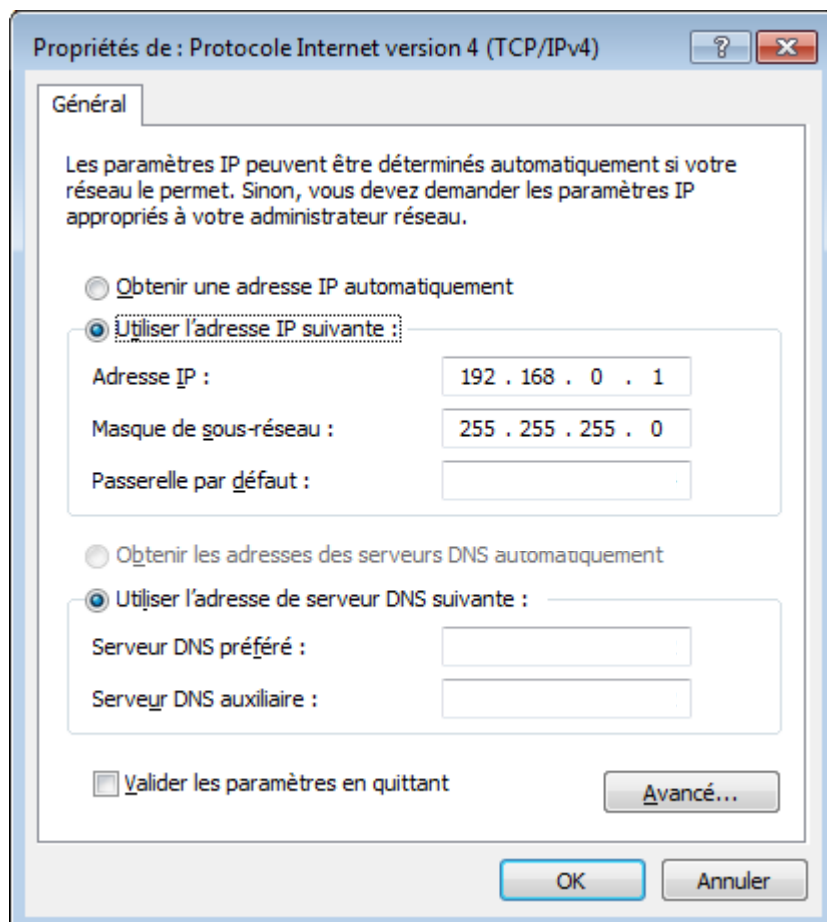 Propriétés de : Protocole Internet version 4 (TCP/IPv4)
Général
Les paramètres IP peuvent être déterminés automatiquement si votre
réseau le permet. Sinon, vous devez demander les paramètres IP
appropriés à votre administrateur réseau.
Obtenir une adresse IP automatiquement
Utiliser l'adresse IP suivante :
Adresse IP : 192 . 168 . 0 . 1
Masque de sous-réseau : 255 . 255 . 255 . 0
Passerelle par défaut :
Obtenir les adresses des serveurs DNS automatiquement
Utiliser l'adresse de serveur DNS suivante :
Serveur DNS préféré :
Serveur DNS auxiliaire :
Valider les paramètres en quittant
Avancé...
OK Annuler